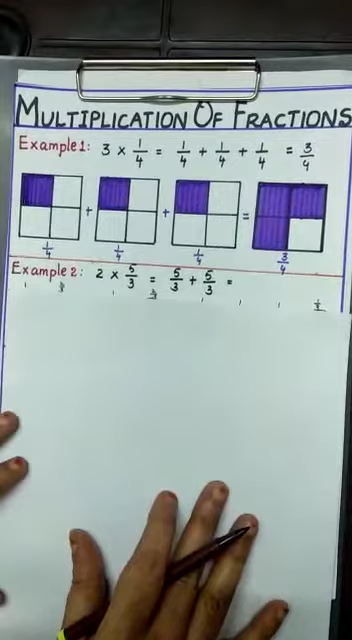 MULTIPLICATION OF FRACTIONS
Example 1: 3 × 1/4 = 1/4 + 1/4 + 1/4 = 3/4
+ + =
1/4 1/4 1/4 3/4
Example 2: 2 × 5/3 = 5/3 + 5/3 =